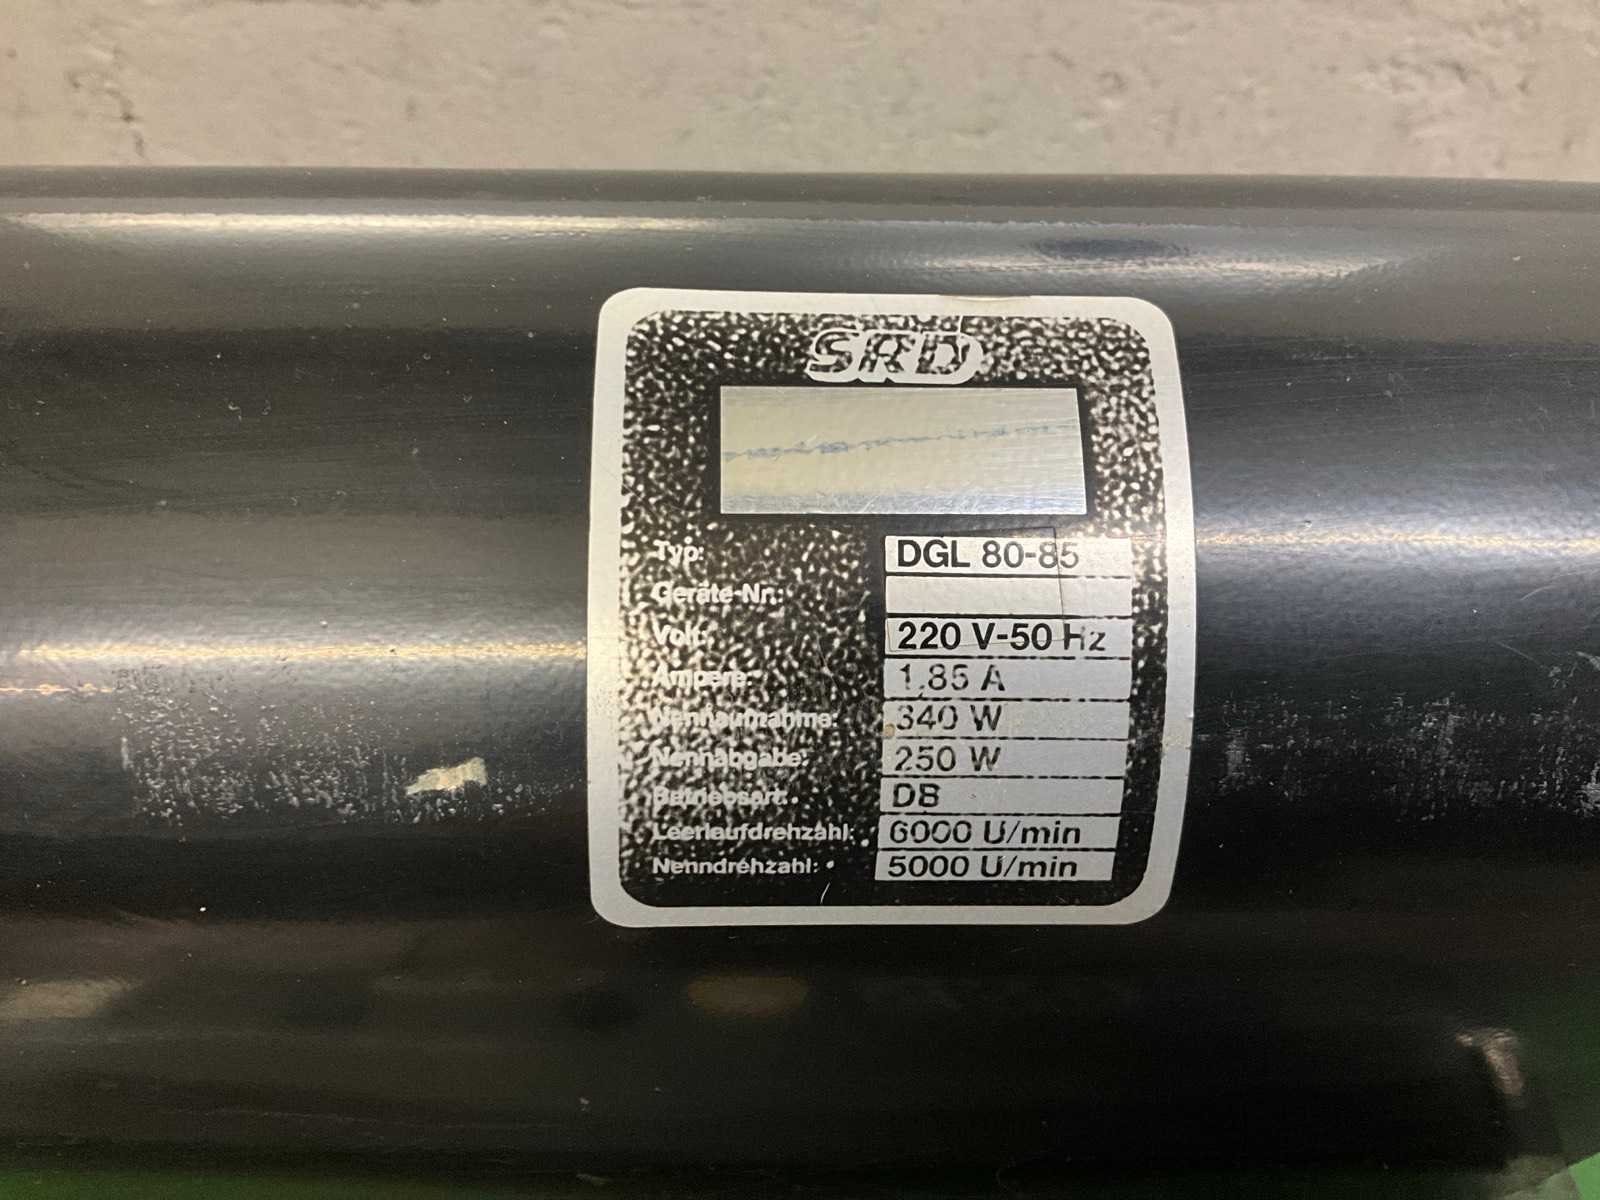 SRD
Typ: DGL 80-85
Geräte-Nr.:
Volt: 220 V-50 Hz
Ampere: 1,85 A
Nennaufnahme: 340 W
Nennabgabe: 250 W
Betriebsart: DB
Leerlaufdrehzahl: 6000 U/min
Nenndrehzahl: 5000 U/min